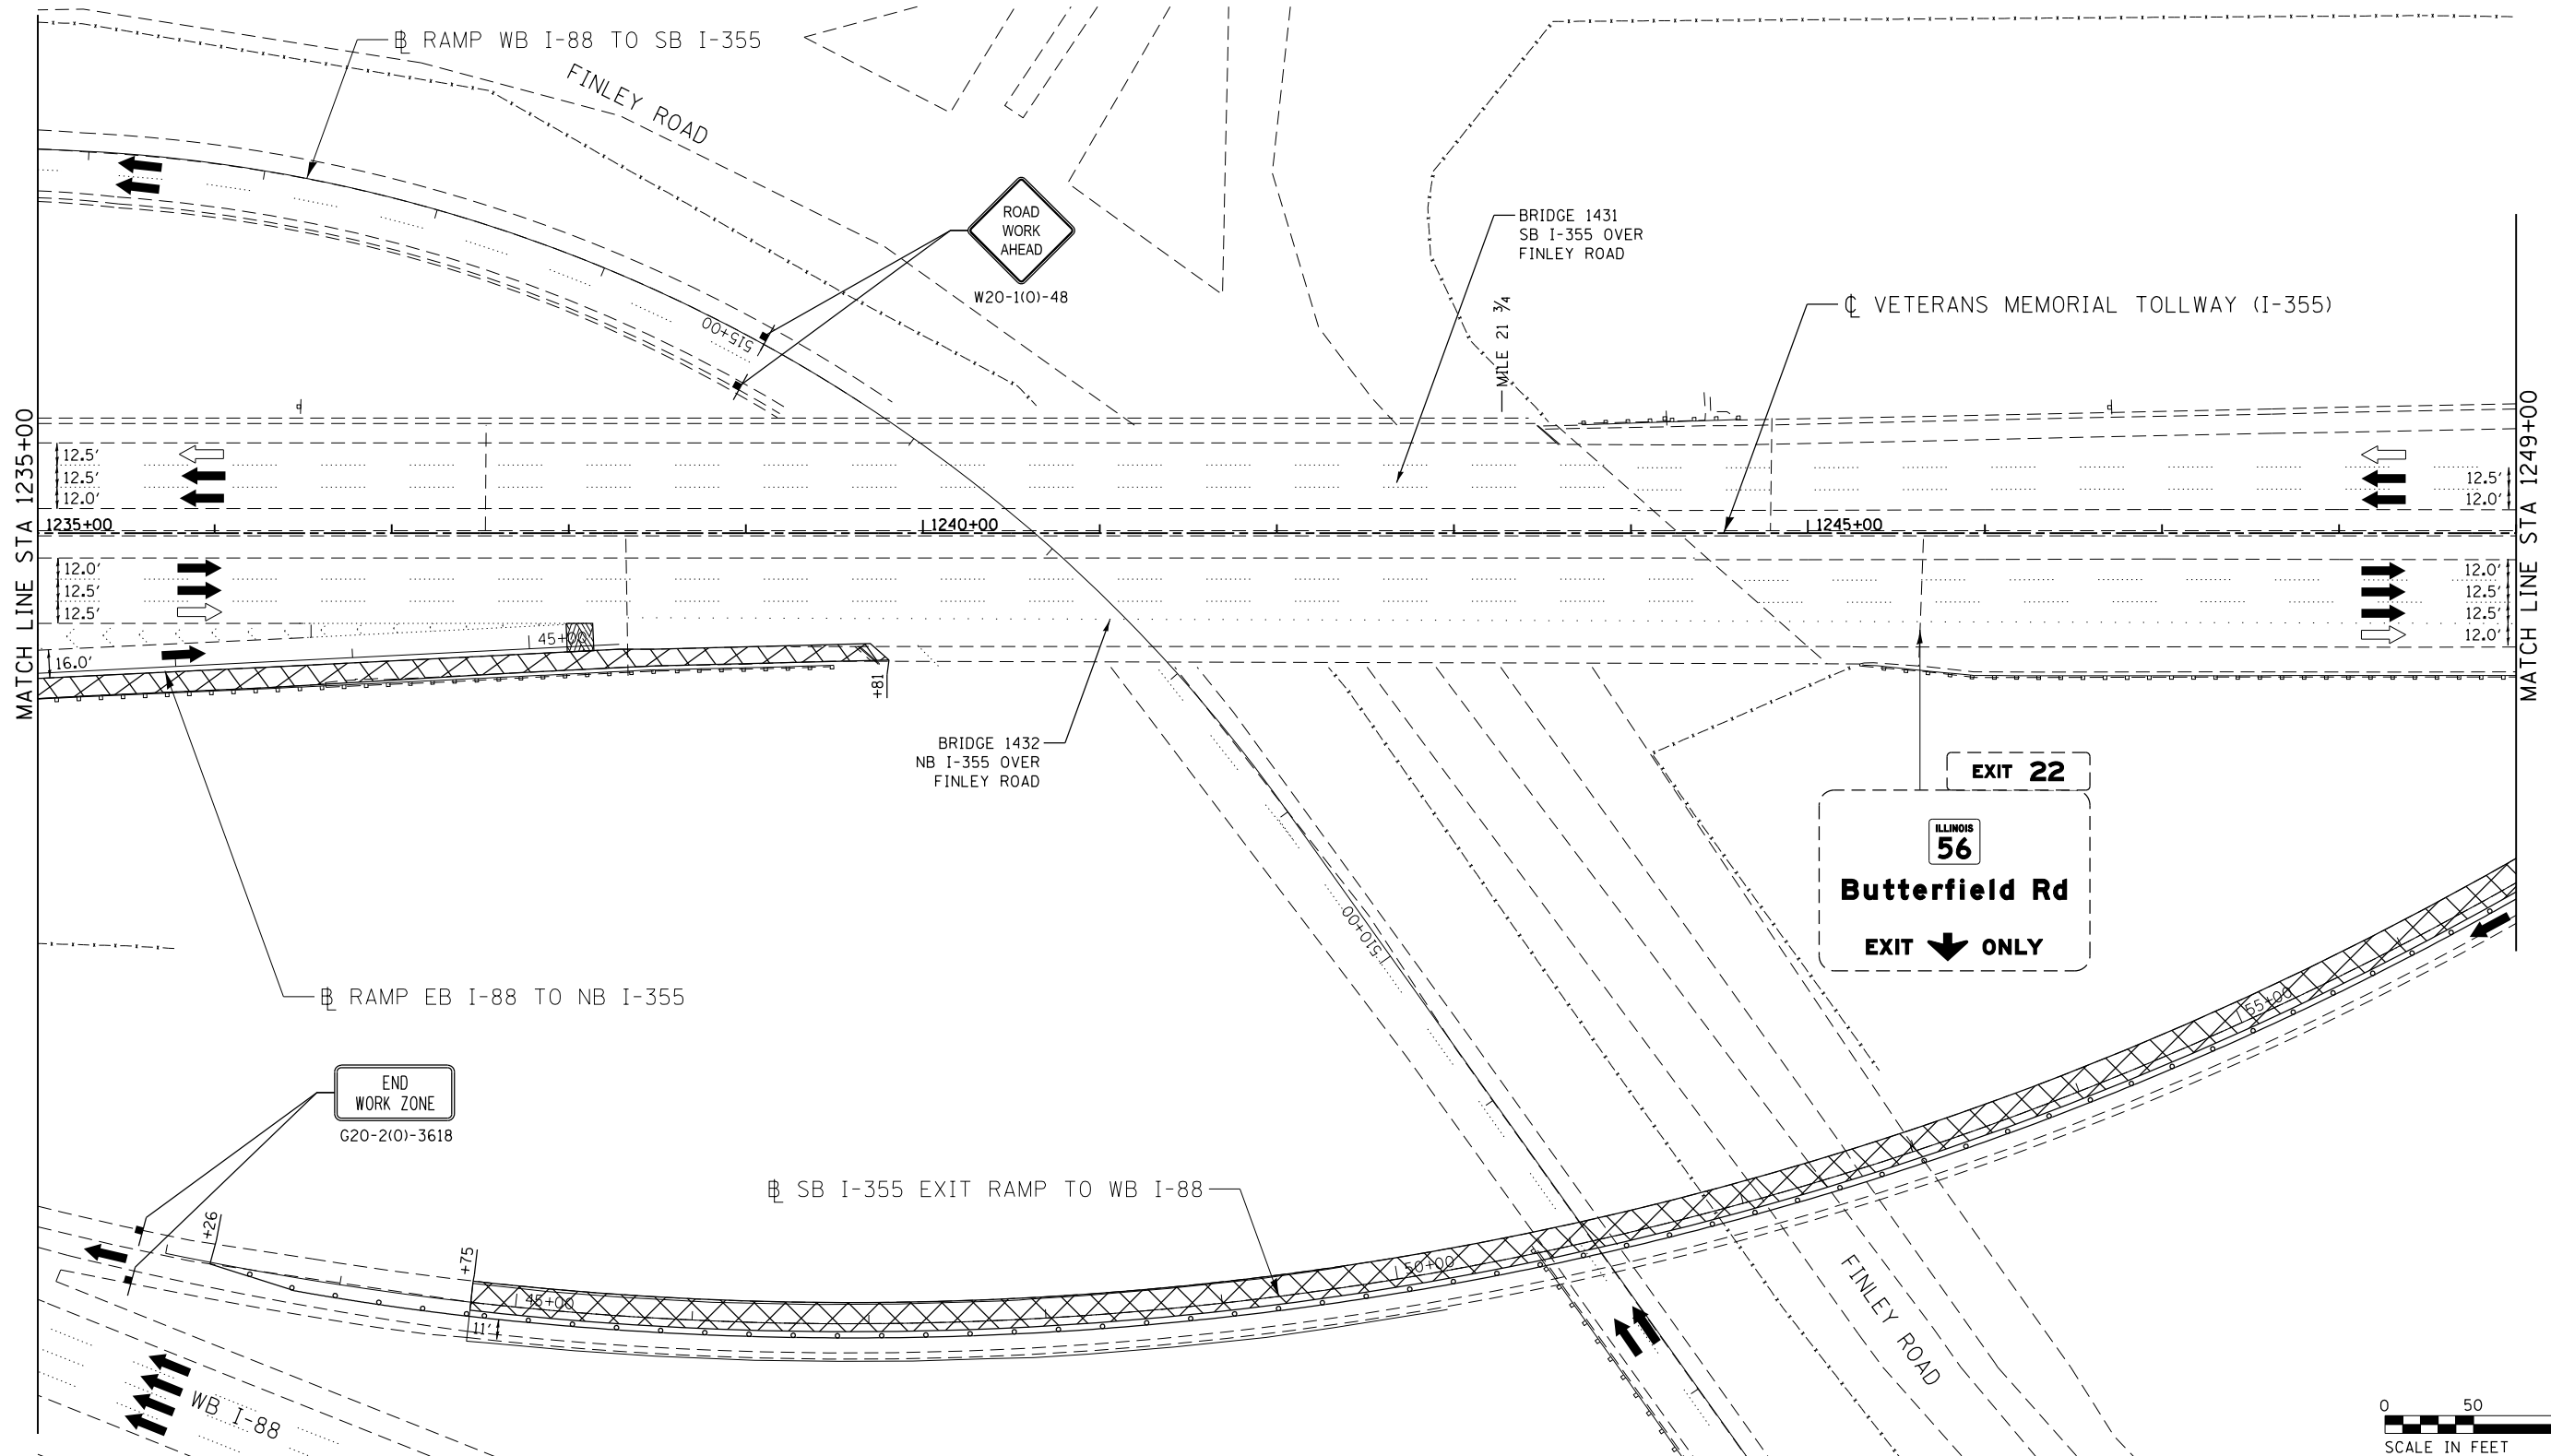 ℄ RAMP WB I-88 TO SB I-355
FINLEY ROAD
ROAD
WORK
AHEAD
W20-1(O)-48
515+00
BRIDGE 1431
SB I-355 OVER
FINLEY ROAD
MILE 21 ¾
℄ VETERANS MEMORIAL TOLLWAY (I-355)
MATCH LINE STA 1235+00
12.5'
12.5'
12.0'
1235+00
1240+00
1245+00
12.5'
12.0'
MATCH LINE STA 1249+00
12.0'
12.5'
12.5'
16.0'
45+00
+81
12.0'
12.5'
12.5'
12.0'
BRIDGE 1432
NB I-355 OVER
FINLEY ROAD
EXIT 22
ILLINOIS
56
Butterfield Rd
EXIT ONLY
510+00
℄ RAMP EB I-88 TO NB I-355
END
WORK ZONE
G20-2(O)-3618
℄ SB I-355 EXIT RAMP TO WB I-88
55+00
+26
+75
45+00
50+00
11'
FINLEY ROAD
WB I-88
0 50
SCALE IN FEET